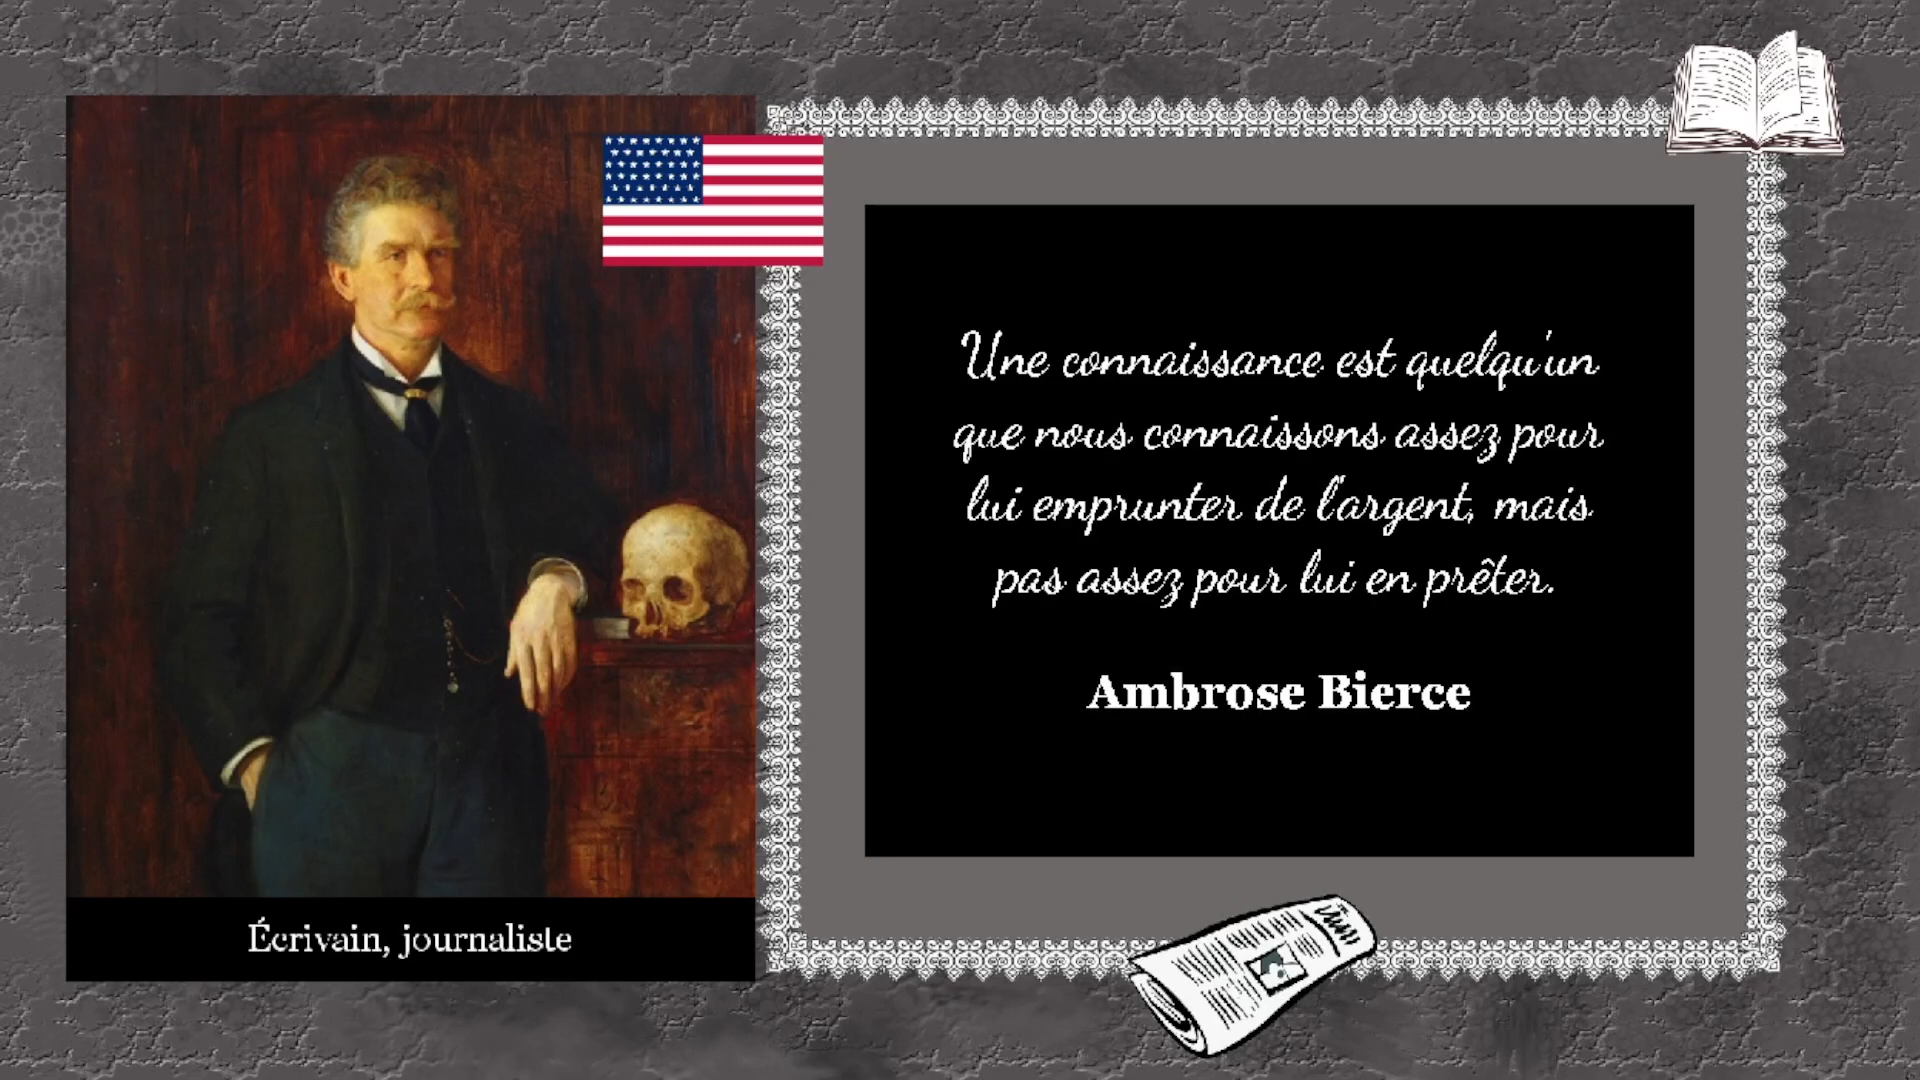 Une connaissance est quelqu'un
que nous connaissons assez pour
lui emprunter de l'argent, mais
pas assez pour lui en prêter.
Ambrose Bierce
Écrivain, journaliste